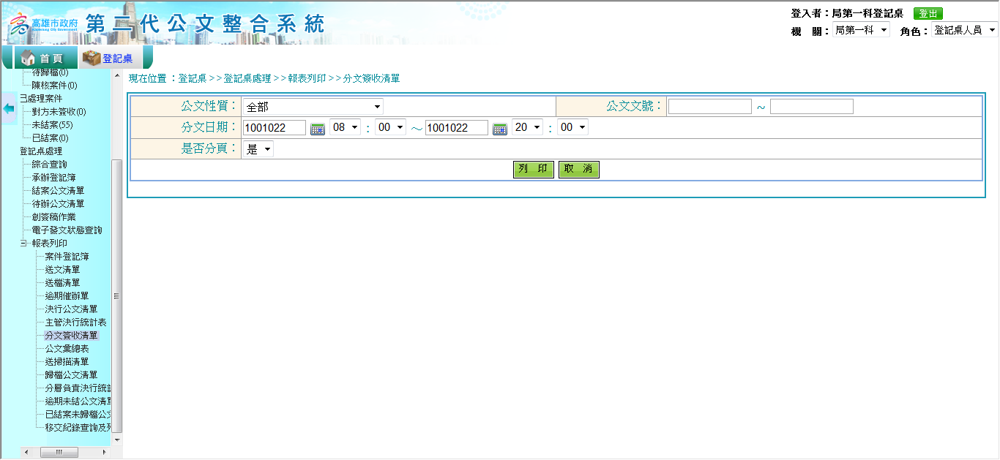 高雄市政府 第二代公文整合系統
Kaohsiung City Government
登入者：局第一科登記桌 登出
機 關： 局第一科 角色： 登記桌人員
首頁 登記桌
現在位置 ：登記桌>>登記桌處理>>報表列印>>分文簽收清單
待歸檔(0)
陳核案件(0)
已處理案件
對方未簽收(0)
未結案(55)
已結案(0)
登記桌處理
綜合查詢
承辦登記簿
結案公文清單
待辦公文清單
創簽稿作業
電子發文狀態查詢
報表列印
案件登記簿
送文清單
送檔清單
逾期催辦單
決行公文清單
主管決行統計表
分文簽收清單
公文彙總表
送掃描清單
歸檔公文清單
分層負責決行統計
逾期未結公文清單
已結案未歸檔公文
移交紀錄查詢及列
公文性質： 全部 公文文號： ～
分文日期： 1001022 08 ： 00 ～ 1001022 20 ： 00
是否分頁： 是
列 印 取 消